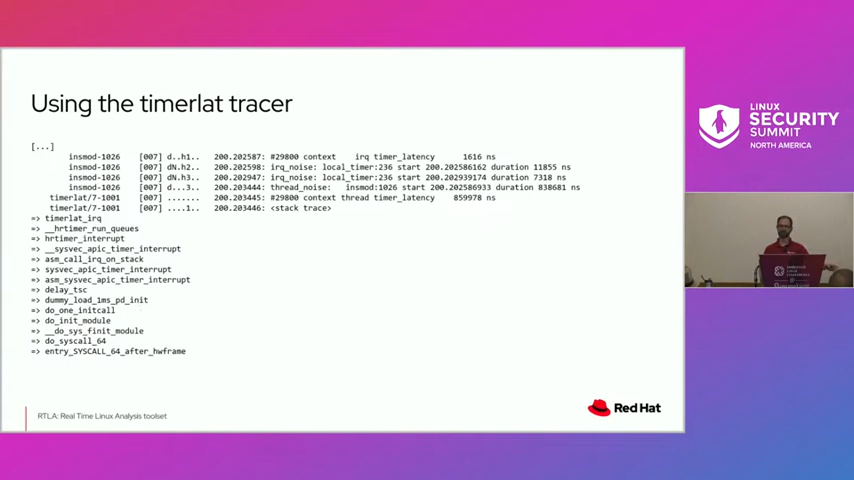 Using the timerlat tracer
[...]
insmod-1026 [007] d..h1.. 200.202587: #29800 context irq timer_latency 1616 ns
insmod-1026 [007] dN.h2.. 200.202598: irq_noise: local_timer:236 start 200.202586162 duration 11855 ns
insmod-1026 [007] dN.h3.. 200.202947: irq_noise: local_timer:236 start 200.202939174 duration 7318 ns
insmod-1026 [007] d...3.. 200.203444: thread_noise: insmod:1026 start 200.202586933 duration 838681 ns
timerlat/7-1001 [007] ....... 200.203445: #29800 context thread timer_latency 859978 ns
timerlat/7-1001 [007] ....1.. 200.203446: <stack trace>
=> timerlat_irq
=> __hrtimer_run_queues
=> hrtimer_interrupt
=> __sysvec_apic_timer_interrupt
=> asm_call_irq_on_stack
=> sysvec_apic_timer_interrupt
=> asm_sysvec_apic_timer_interrupt
=> delay_tsc
=> dummy_load_1ms_pd_init
=> do_one_initcall
=> do_init_module
=> __do_sys_finit_module
=> do_syscall_64
=> entry_SYSCALL_64_after_hwframe
RTLA: Real Time Linux Analysis toolset
Red Hat
LINUX
SECURITY
SUMMIT
NORTH AMERICA